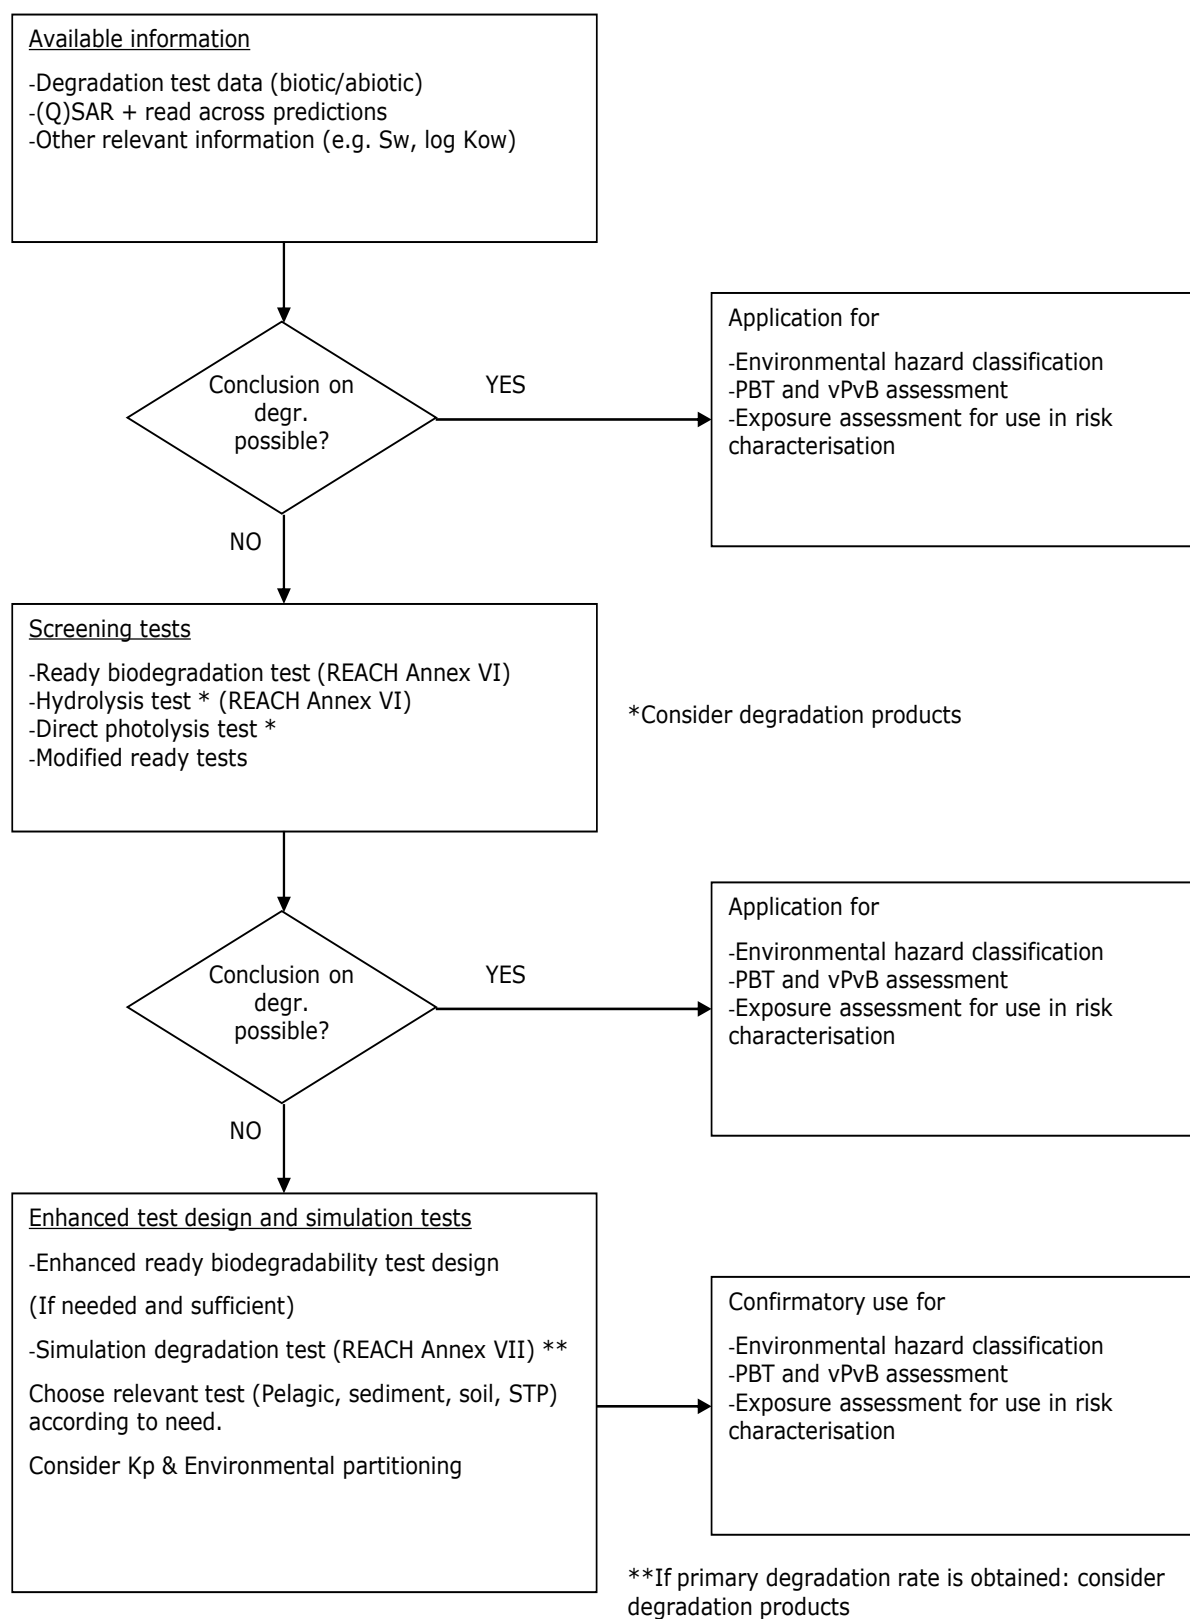 Available information
-Degradation test data (biotic/abiotic)
-(Q)SAR + read across predictions
-Other relevant information (e.g. Sw, log Kow)
Conclusion on
degr.
possible?
YES
Application for
-Environmental hazard classification
-PBT and vPvB assessment
-Exposure assessment for use in risk
characterisation
NO
Screening tests
-Ready biodegradation test (REACH Annex VI)
-Hydrolysis test * (REACH Annex VI)
-Direct photolysis test *
-Modified ready tests
*Consider degradation products
Conclusion on
degr.
possible?
YES
Application for
-Environmental hazard classification
-PBT and vPvB assessment
-Exposure assessment for use in risk
characterisation
NO
Enhanced test design and simulation tests
-Enhanced ready biodegradability test design
(If needed and sufficient)
-Simulation degradation test (REACH Annex VII) **
Choose relevant test (Pelagic, sediment, soil, STP)
according to need.
Consider Kp & Environmental partitioning
Confirmatory use for
-Environmental hazard classification
-PBT and vPvB assessment
-Exposure assessment for use in risk
characterisation
**If primary degradation rate is obtained: consider
degradation products